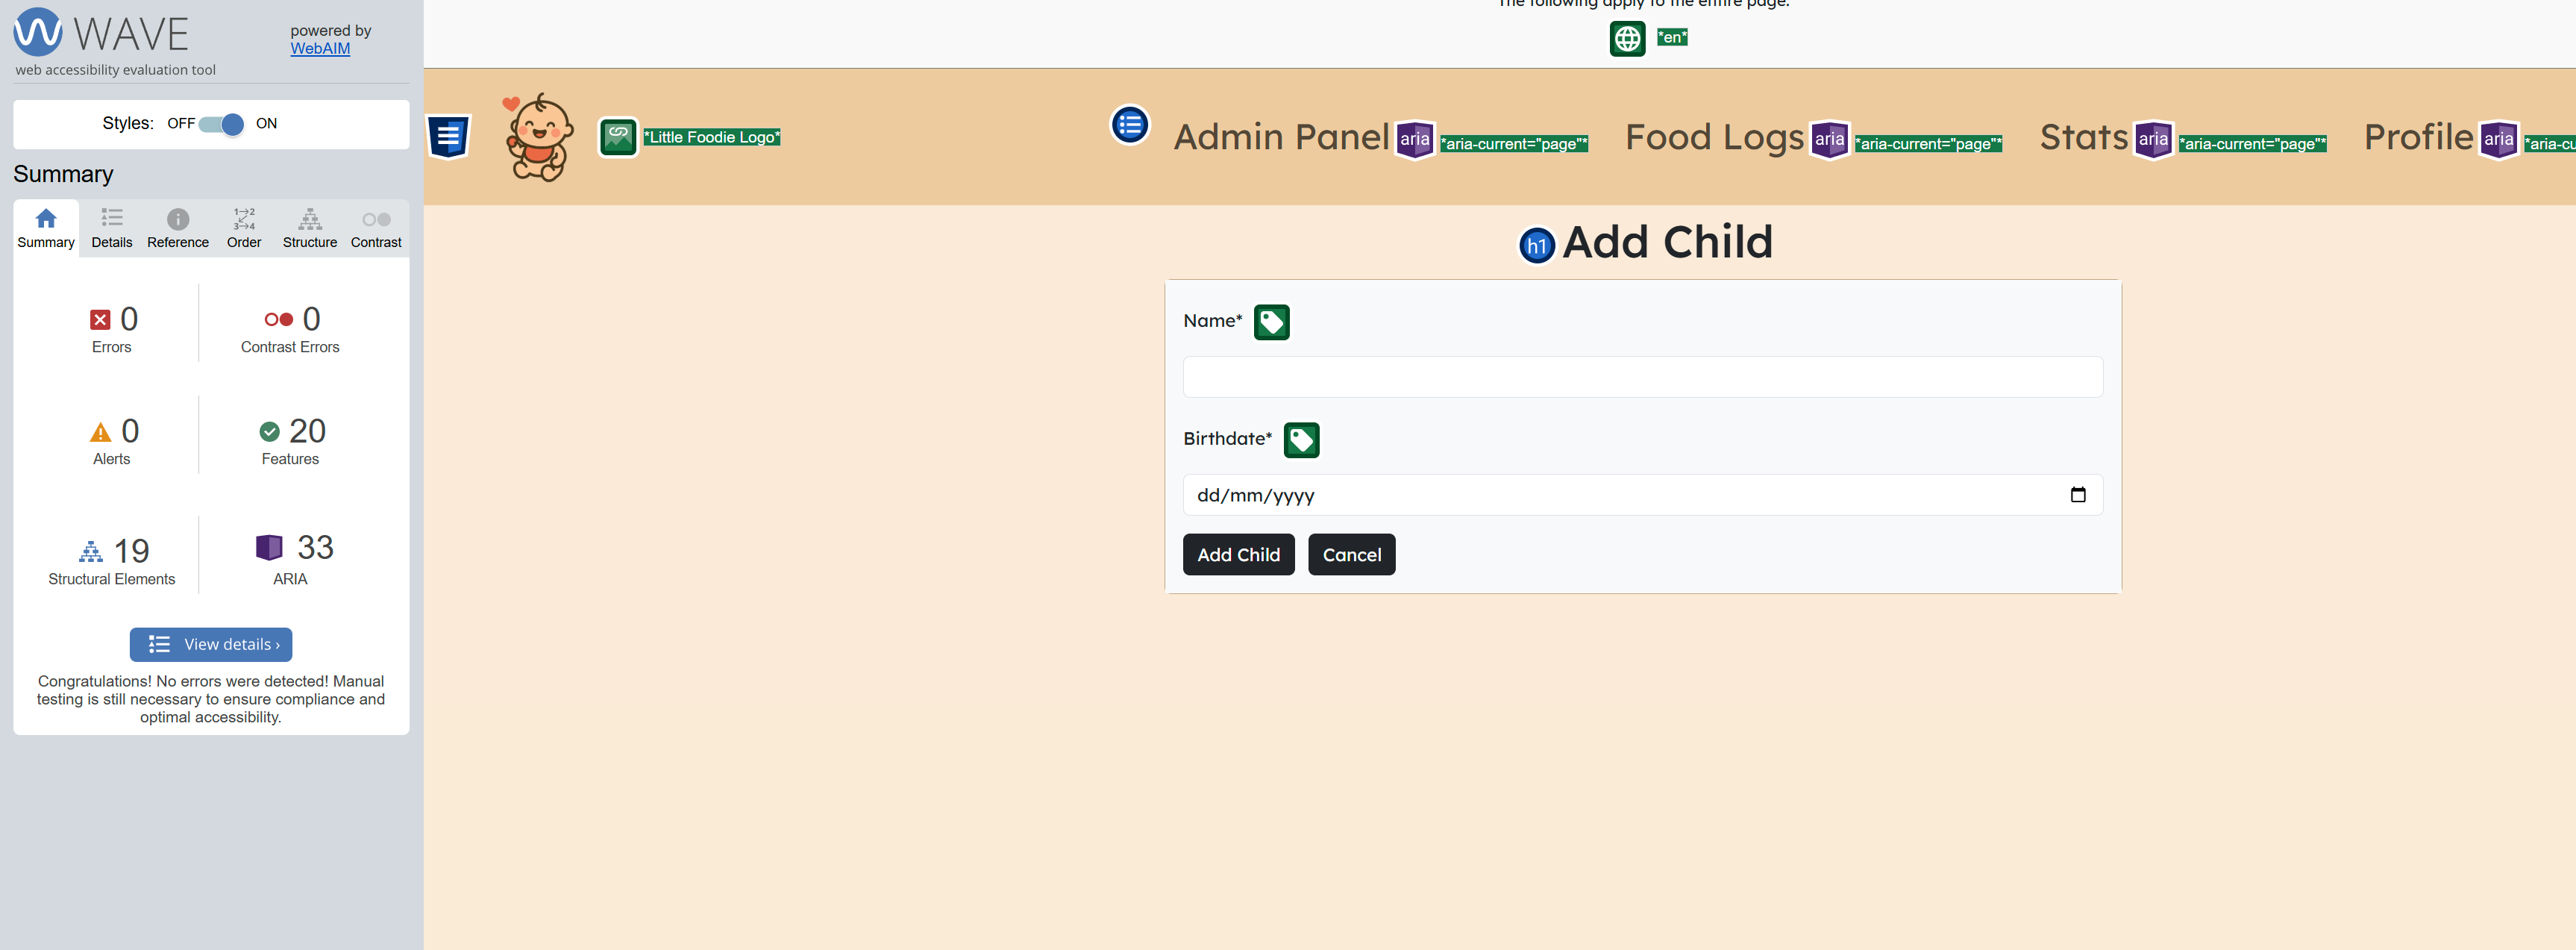 WAVE
powered by
WebAIM
web accessibility evaluation tool
Styles: OFF ON
Summary
Summary Details Reference Order Structure Contrast
0
Errors
0
Contrast Errors
0
Alerts
20
Features
19
Structural Elements
33
ARIA
View details ›
Congratulations! No errors were detected! Manual
testing is still necessary to ensure compliance and
optimal accessibility.
The following apply to the entire page:
*en*
*Little Foodie Logo*
Admin Panel aria *aria-current="page"* Food Logs aria *aria-current="page"* Stats aria *aria-current="page"* Profile aria *aria-cu
h1 Add Child
Name*
Birthdate*
dd/mm/yyyy
Add Child Cancel